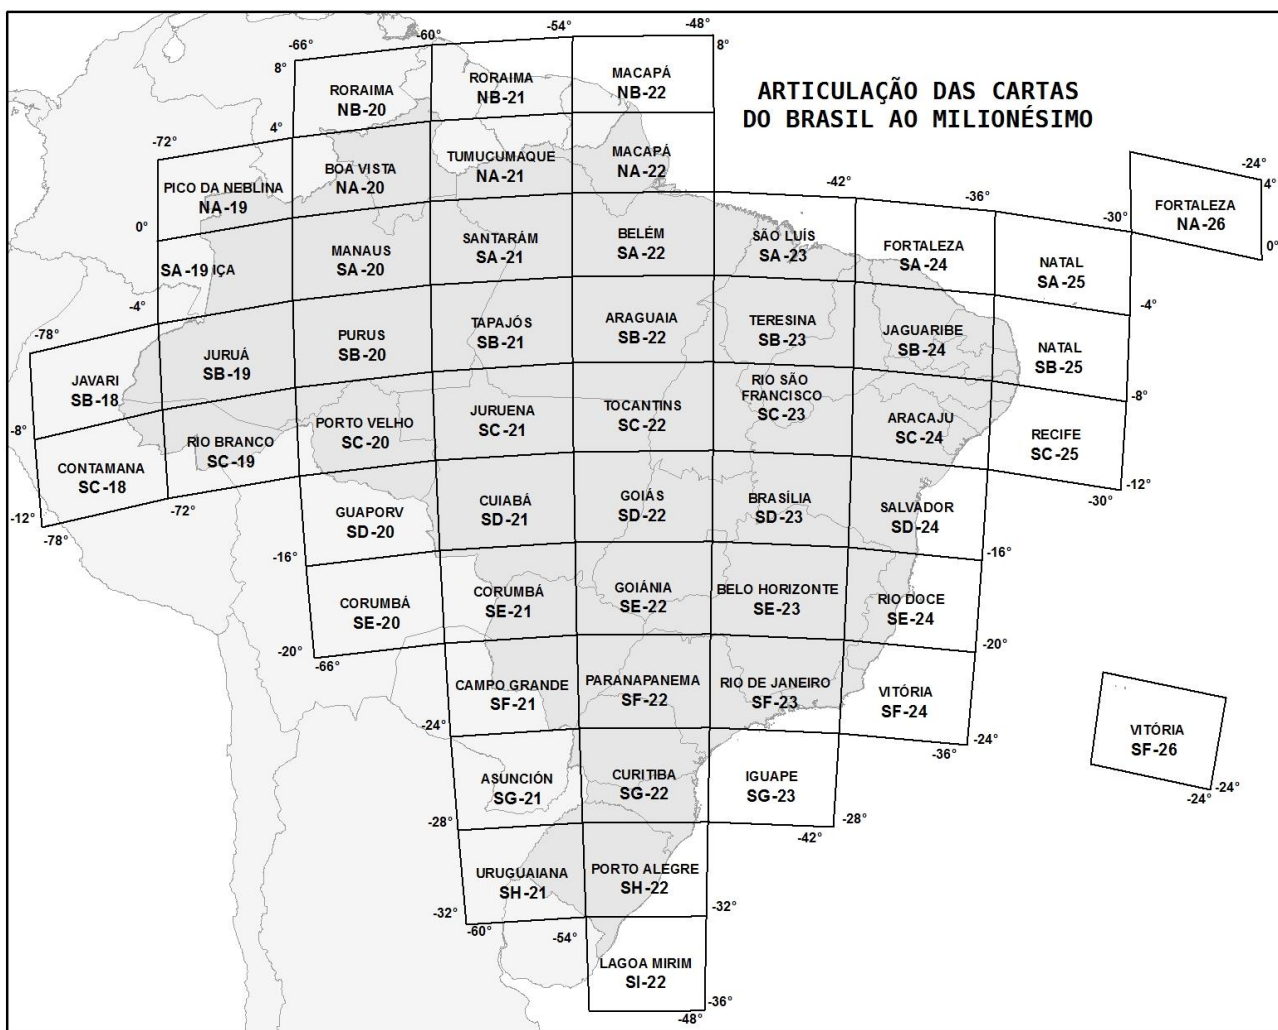 -48°
-54°
-60°
-66°
8°
8°
ARTICULAÇÃO DAS CARTAS
DO BRASIL AO MILIONÉSIMO
RORAIMA
NB-20
RORAIMA
NB-21
MACAPÁ
NB-22
4°
-72°
PICO DA NEBLINA
NA-19
BOA VISTA
NA-20
TUMUCUMAQUE
NA-21
MACAPÁ
NA-22
-42°
-36°
-30°
-24°
4°
FORTALEZA
NA-26
0°
0°
SA-19 IÇA
MANAUS
SA-20
SANTARÁM
SA-21
BELÉM
SA-22
SÃO LUÍS
SA-23
FORTALEZA
SA-24
NATAL
SA-25
-4°
-4°
-78°
JAVARI
SB-18
JURUÁ
SB-19
PURUS
SB-20
TAPAJÓS
SB-21
ARAGUAIA
SB-22
TERESINA
SB-23
JAGUARIBE
SB-24
NATAL
SB-25
-8°
-8°
CONTAMANA
SC-18
RIO BRANCO
SC-19
PORTO VELHO
SC-20
JURUENA
SC-21
TOCANTINS
SC-22
RIO SÃO
FRANCISCO
SC-23
ARACAJU
SC-24
RECIFE
SC-25
-12°
-12°
-78°
-72°
-30°
GUAPORV
SD-20
CUIABÁ
SD-21
GOIÁS
SD-22
BRASÍLIA
SD-23
SALVADOR
SD-24
-16°
-16°
CORUMBÁ
SE-20
CORUMBÁ
SE-21
GOIÂNIA
SE-22
BELO HORIZONTE
SE-23
RIO DOCE
SE-24
-20°
-20°
-66°
CAMPO GRANDE
SF-21
PARANAPANEMA
SF-22
RIO DE JANEIRO
SF-23
VITÓRIA
SF-24
VITÓRIA
SF-26
-24°
-24°
-36°
-24°
-24°
ASUNCIÓN
SG-21
CURITIBA
SG-22
IGUAPE
SG-23
-28°
-28°
-42°
URUGUAIANA
SH-21
PORTO ALEGRE
SH-22
-32°
-32°
-60°
-54°
LAGOA MIRIM
SI-22
-36°
-48°